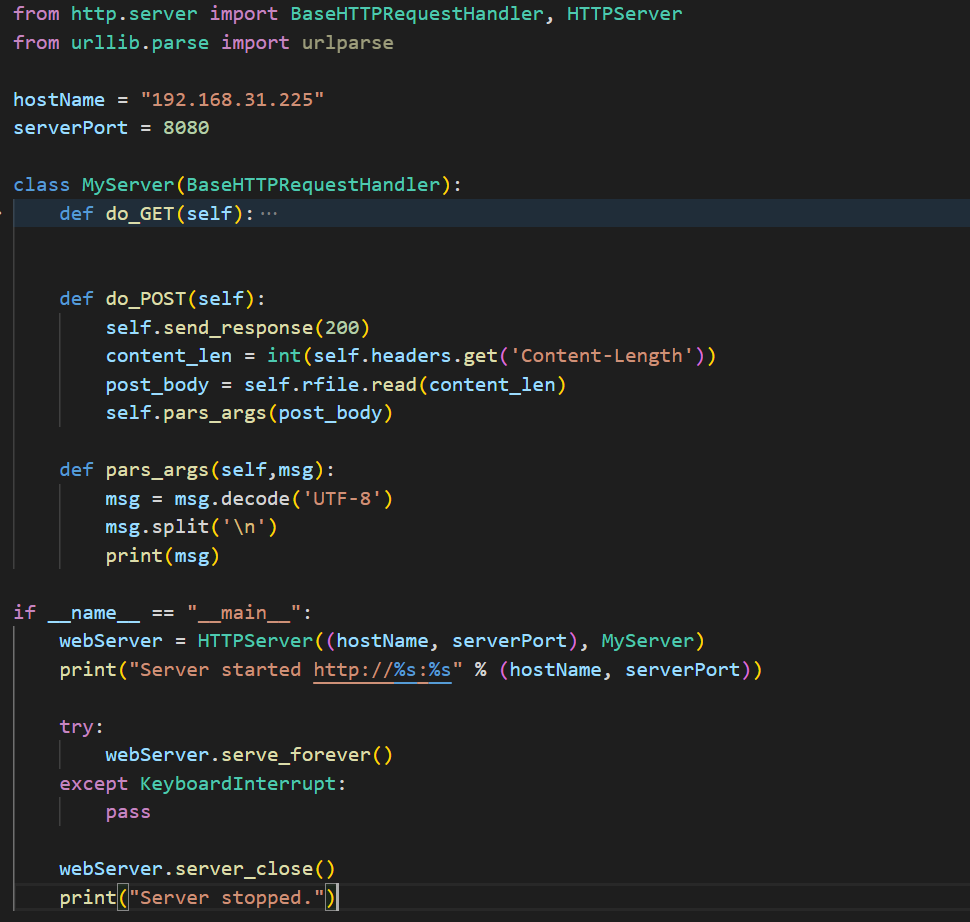 from http.server import BaseHTTPRequestHandler, HTTPServer
from urllib.parse import urlparse
hostName = "192.168.31.225"
serverPort = 8080
class MyServer(BaseHTTPRequestHandler):
    def do_GET(self):···
    def do_POST(self):
        self.send_response(200)
        content_len = int(self.headers.get('Content-Length'))
        post_body = self.rfile.read(content_len)
        self.pars_args(post_body)
    def pars_args(self,msg):
        msg = msg.decode('UTF-8')
        msg.split('\n')
        print(msg)
if __name__ == "__main__":
    webServer = HTTPServer((hostName, serverPort), MyServer)
    print("Server started http://%s:%s" % (hostName, serverPort))
    try:
        webServer.serve_forever()
    except KeyboardInterrupt:
        pass
    webServer.server_close()
    print("Server stopped.")